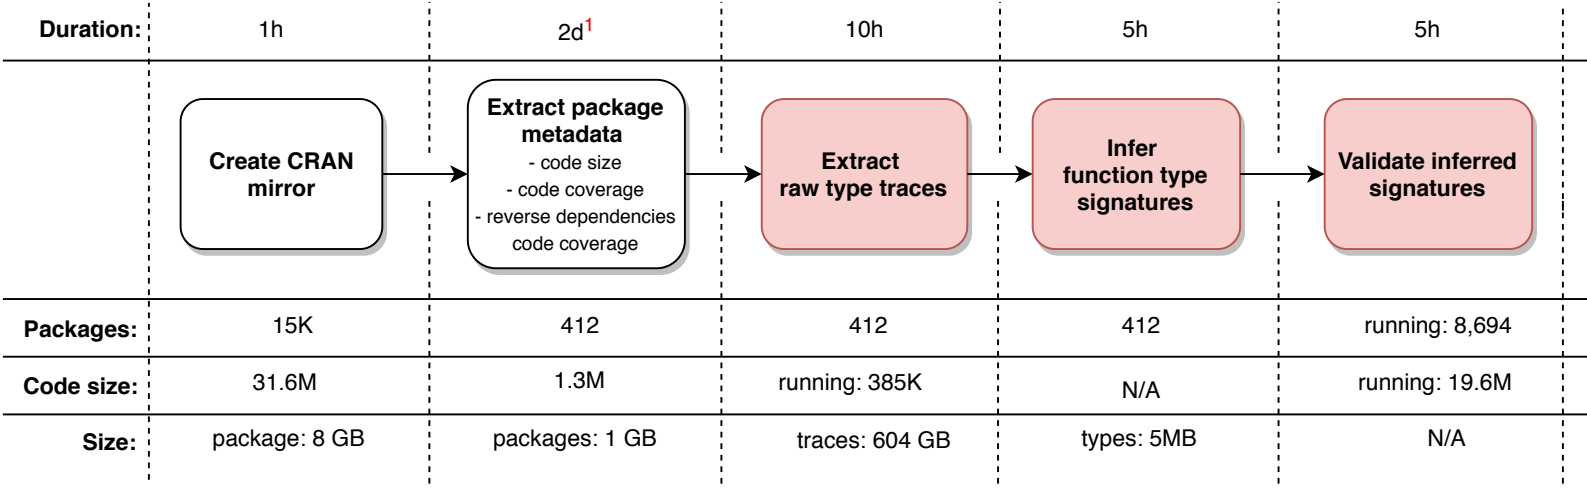 Duration: 1h 2d1 10h 5h 5h
Create CRAN
mirror
Extract package
metadata
- code size
- code coverage
- reverse dependencies
code coverage
Extract
raw type traces
Infer
function type
signatures
Validate inferred
signatures
Packages: 15K 412 412 412 running: 8,694
Code size: 31.6M 1.3M running: 385K N/A running: 19.6M
Size: package: 8 GB packages: 1 GB traces: 604 GB types: 5MB N/A